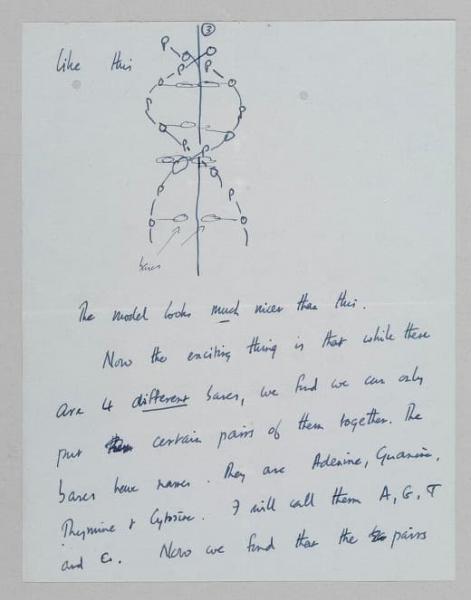 ③
Like this
P
P
P
P
P
P
P
P
P
bases
The model looks much nicer than this.
Now the exciting thing is that while there
are 4 different bases, we find we can only
put certain pairs of them together. The
bases have names. They are Adenine, Guanine,
Thymine & Cytosine. I will call them A, G, T
and C. Now we find that the pairs